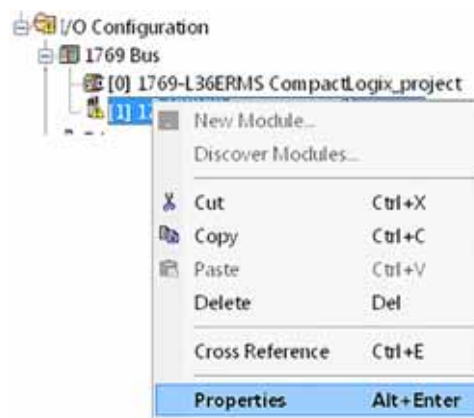 I/O Configuration
1769 Bus
[0] 1769-L36ERMS CompactLogix_project
[1]
New Module...
Discover Modules...
Cut Ctrl+X
Copy Ctrl+C
Paste Ctrl+V
Delete Del
Cross Reference Ctrl+E
Properties Alt+Enter